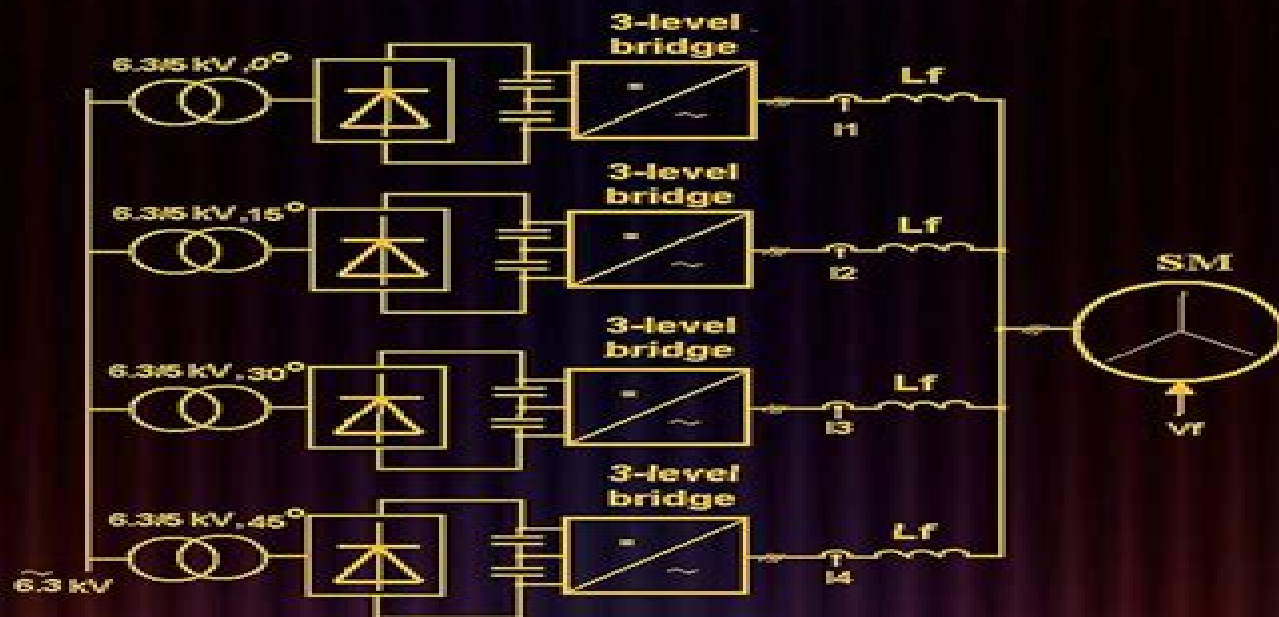 3-level
bridge
6.3/5 kV,0°
Lf
I1
3-level
bridge
6.3/5 kV,15°
Lf
I2
SM
3-level
bridge
6.3/5 kV,30°
Lf
I3
Vf
3-level
bridge
6.3/5 kV,45°
Lf
I4
~
6.3 kV